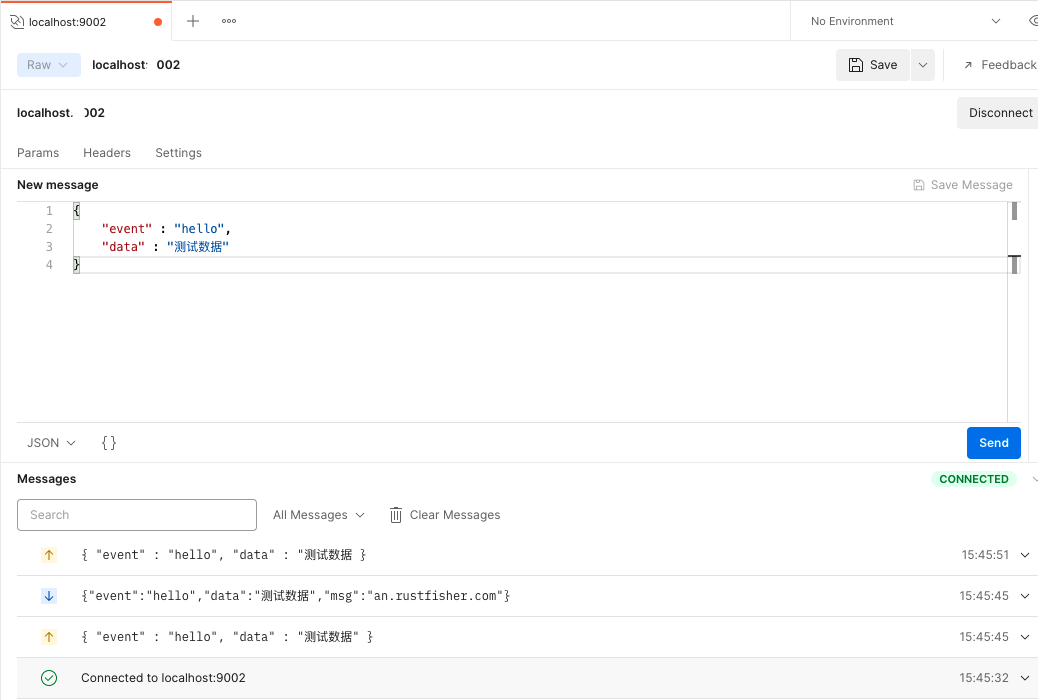 localhost:9002
No Environment
Raw localhost: 002
Save
Feedback
localhost. 002
Disconnect
Params Headers Settings
New message
Save Message
1 {
2 "event" : "hello",
3 "data" : "测试数据"
4 }
JSON {}
Send
Messages
CONNECTED
Search
All Messages
Clear Messages
{ "event" : "hello", "data" : "测试数据 }
15:45:51
{"event":"hello","data":"测试数据","msg":"an.rustfisher.com"}
15:45:45
{ "event" : "hello", "data" : "测试数据" }
15:45:45
Connected to localhost:9002
15:45:32